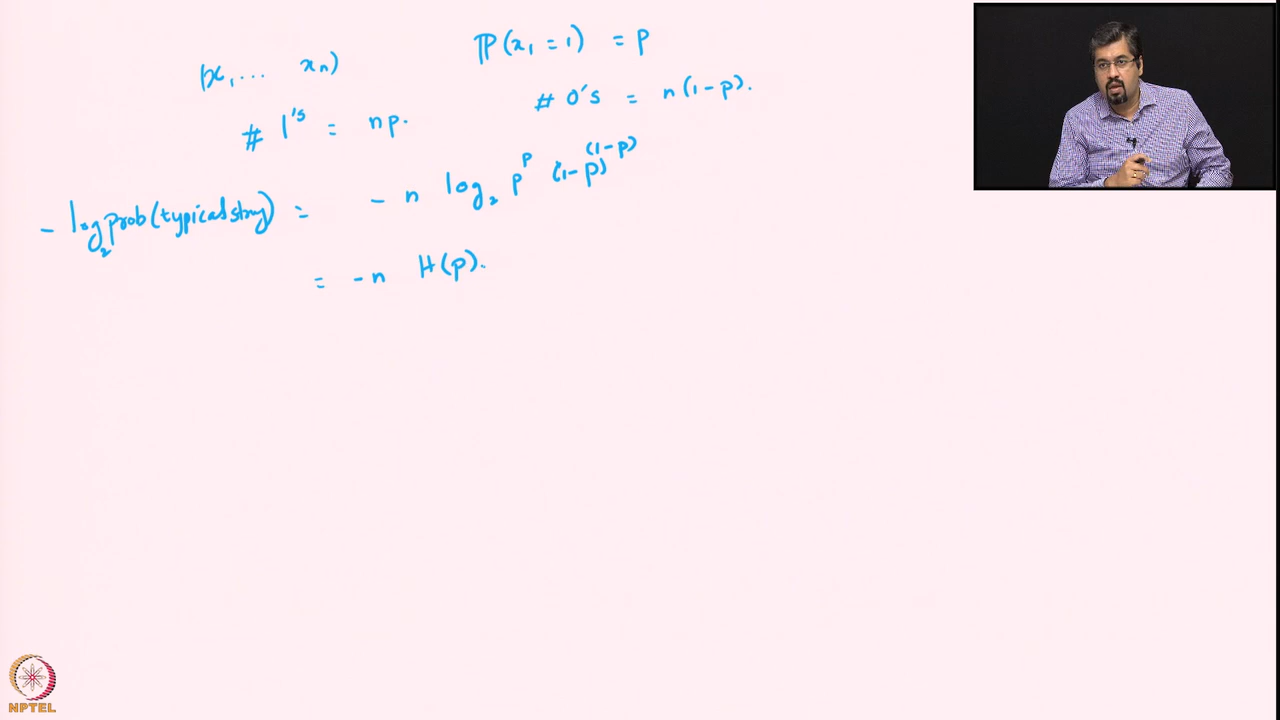 (x₁, ... xₙ)
ℙ(x₁ = 1) = p
# 1's = np.
# 0's = n(1-p).
- log₂ prob(typical string) = - n log₂ p^p (1-p)^(1-p)
= -n H(p).
NPTEL